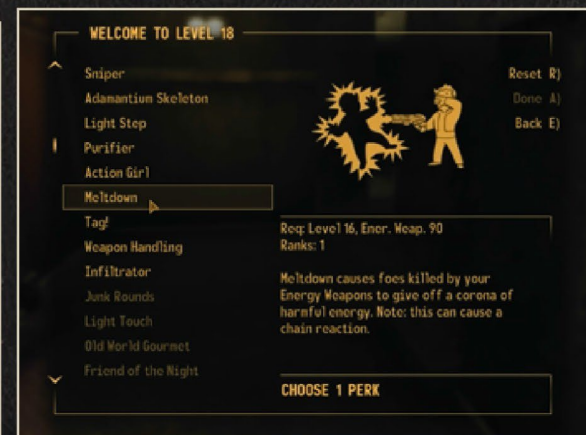 WELCOME TO LEVEL 18
Sniper
Adamantium Skeleton
Light Step
Purifier
Action Girl
Meltdown
Tag!
Weapon Handling
Infiltrator
Junk Rounds
Light Touch
Old World Gourmet
Friend of the Night
Reset R)
Done A)
Back E)
Req: Level 16, Ener. Weap. 90
Ranks: 1
Meltdown causes foes killed by your
Energy Weapons to give off a corona of
harmful energy. Note: this can cause a
chain reaction.
CHOOSE 1 PERK